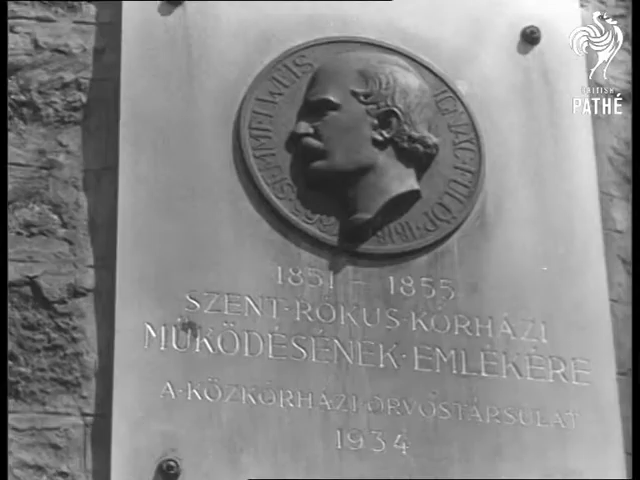 BRITISH
PATHÉ
SEMMELWEIS IGNÁC FÜLÖP · 1818
1851 - 1855
SZENT · RÓKUS · KÓRHÁZI
MŰKÖDÉSÉNEK · EMLÉKÉRE
A · KÖZKÓRHÁZI · ORVOSTÁRSULAT
1934